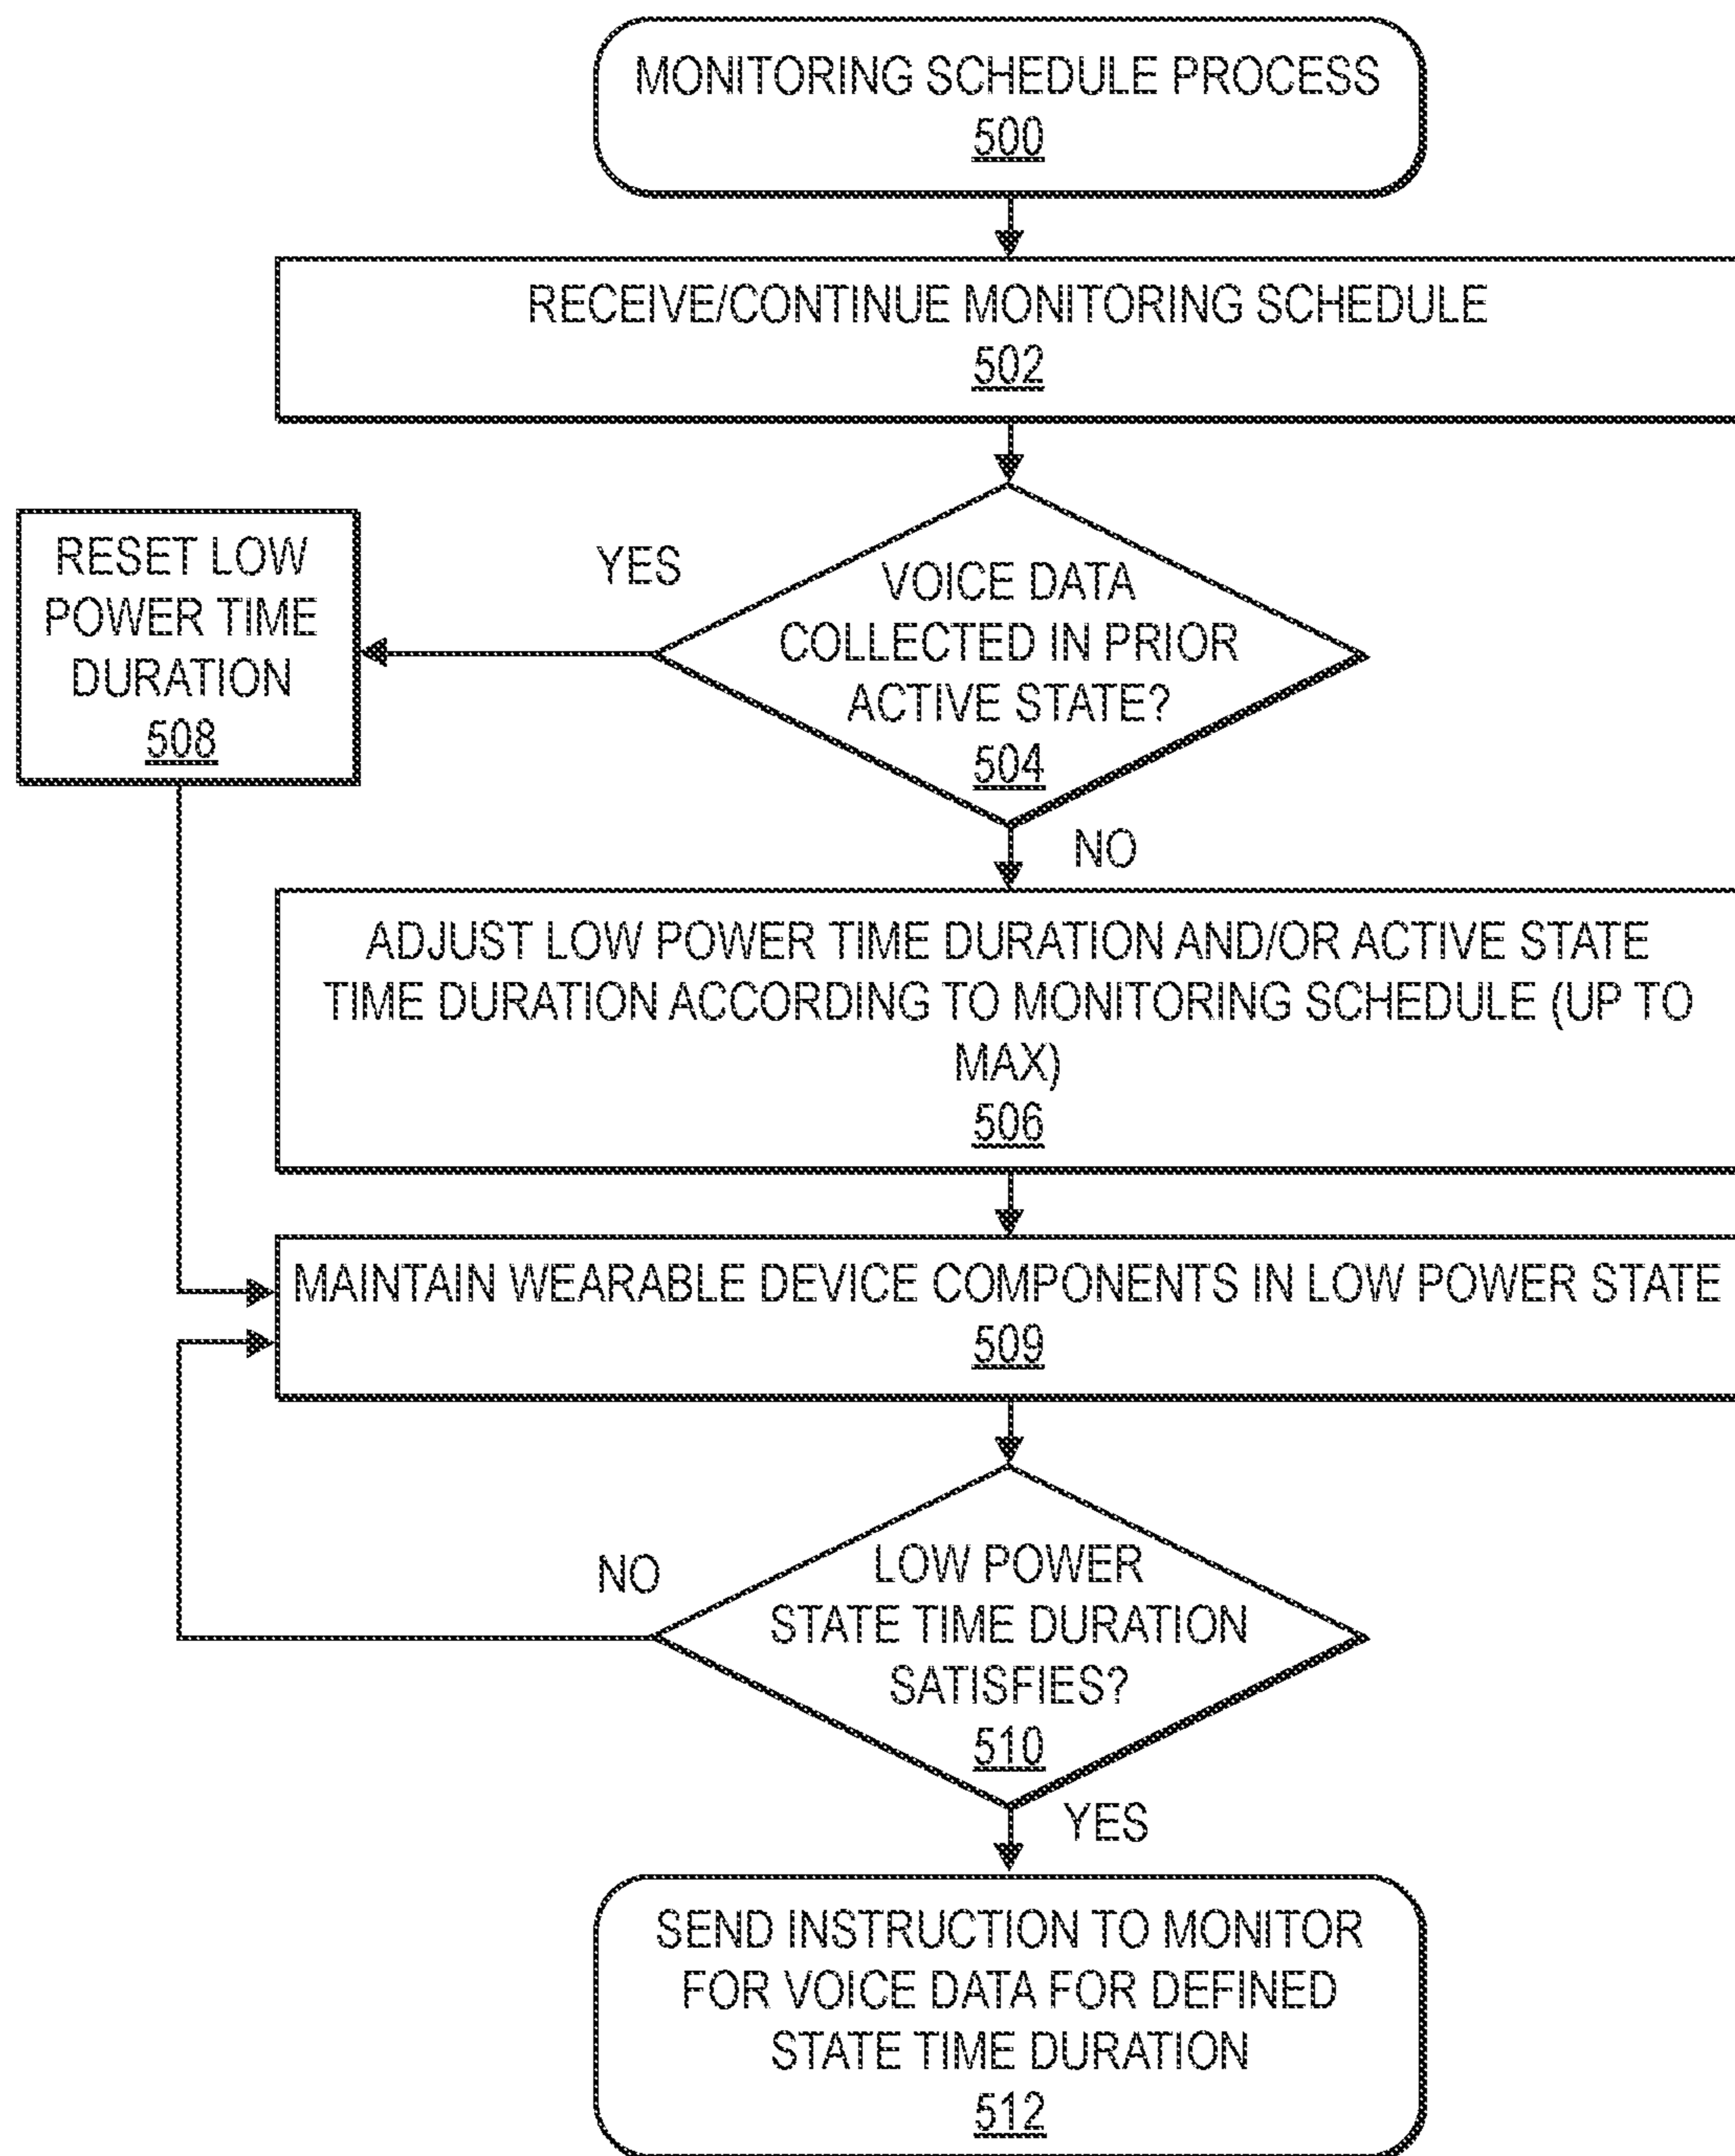 MONITORING SCHEDULE PROCESS
500
RECEIVE/CONTINUE MONITORING SCHEDULE
502
RESET LOW
POWER TIME
DURATION
508
YES
VOICE DATA
COLLECTED IN PRIOR
ACTIVE STATE?
504
NO
ADJUST LOW POWER TIME DURATION AND/OR ACTIVE STATE
TIME DURATION ACCORDING TO MONITORING SCHEDULE (UP TO
MAX)
506
MAINTAIN WEARABLE DEVICE COMPONENTS IN LOW POWER STATE
509
NO
LOW POWER
STATE TIME DURATION
SATISFIES?
510
YES
SEND INSTRUCTION TO MONITOR
FOR VOICE DATA FOR DEFINED
STATE TIME DURATION
512